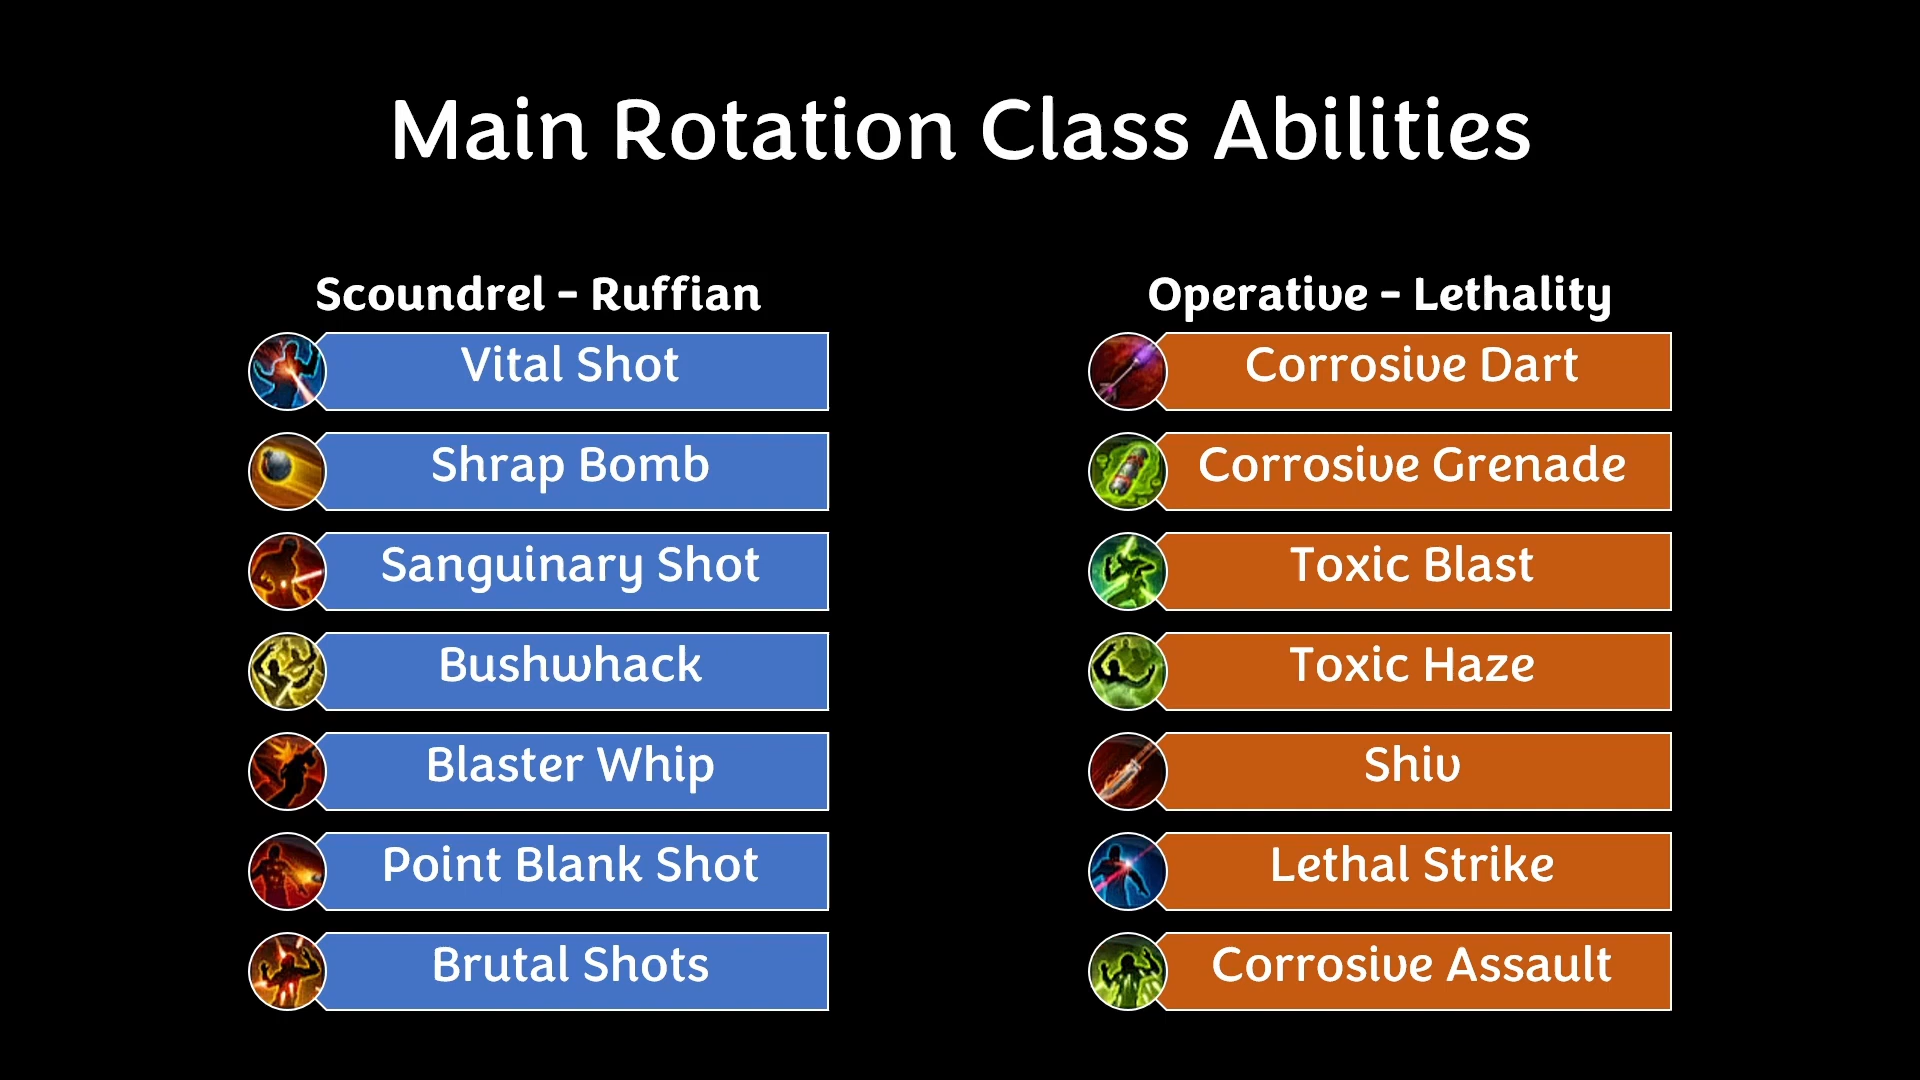 Main Rotation Class Abilities
Scoundrel - Ruffian
Vital Shot
Shrap Bomb
Sanguinary Shot
Bushwhack
Blaster Whip
Point Blank Shot
Brutal Shots
Operative - Lethality
Corrosive Dart
Corrosive Grenade
Toxic Blast
Toxic Haze
Shiv
Lethal Strike
Corrosive Assault